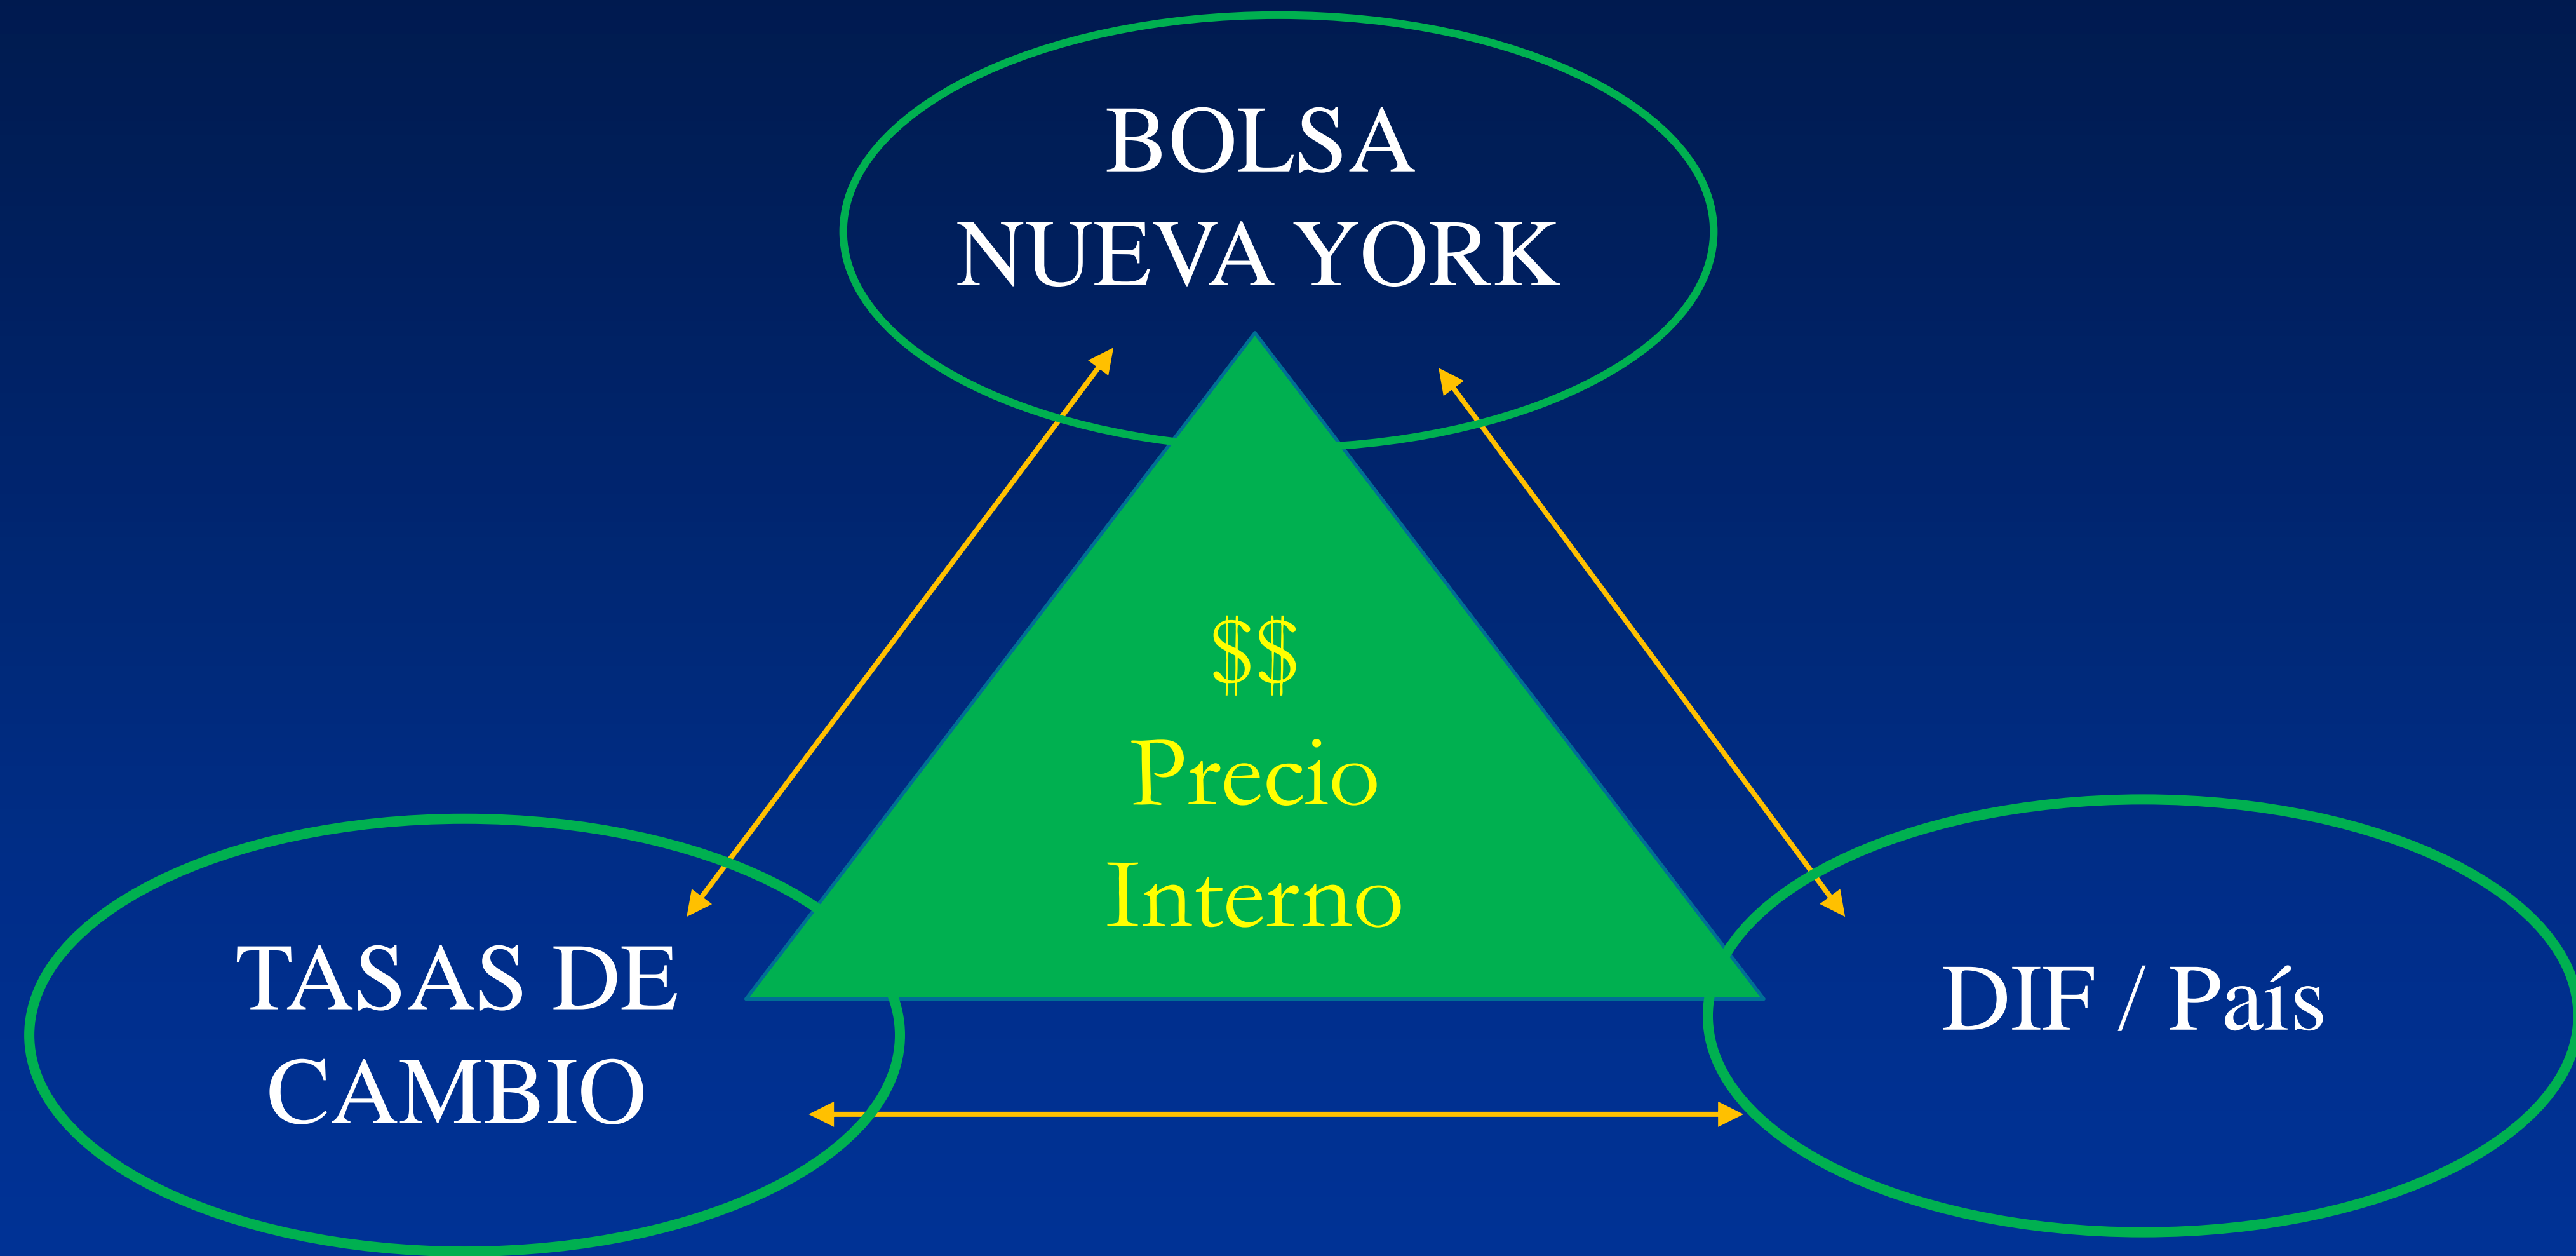 BOLSA
NUEVA YORK
$$
Precio
Interno
TASAS DE
CAMBIO
DIF / País